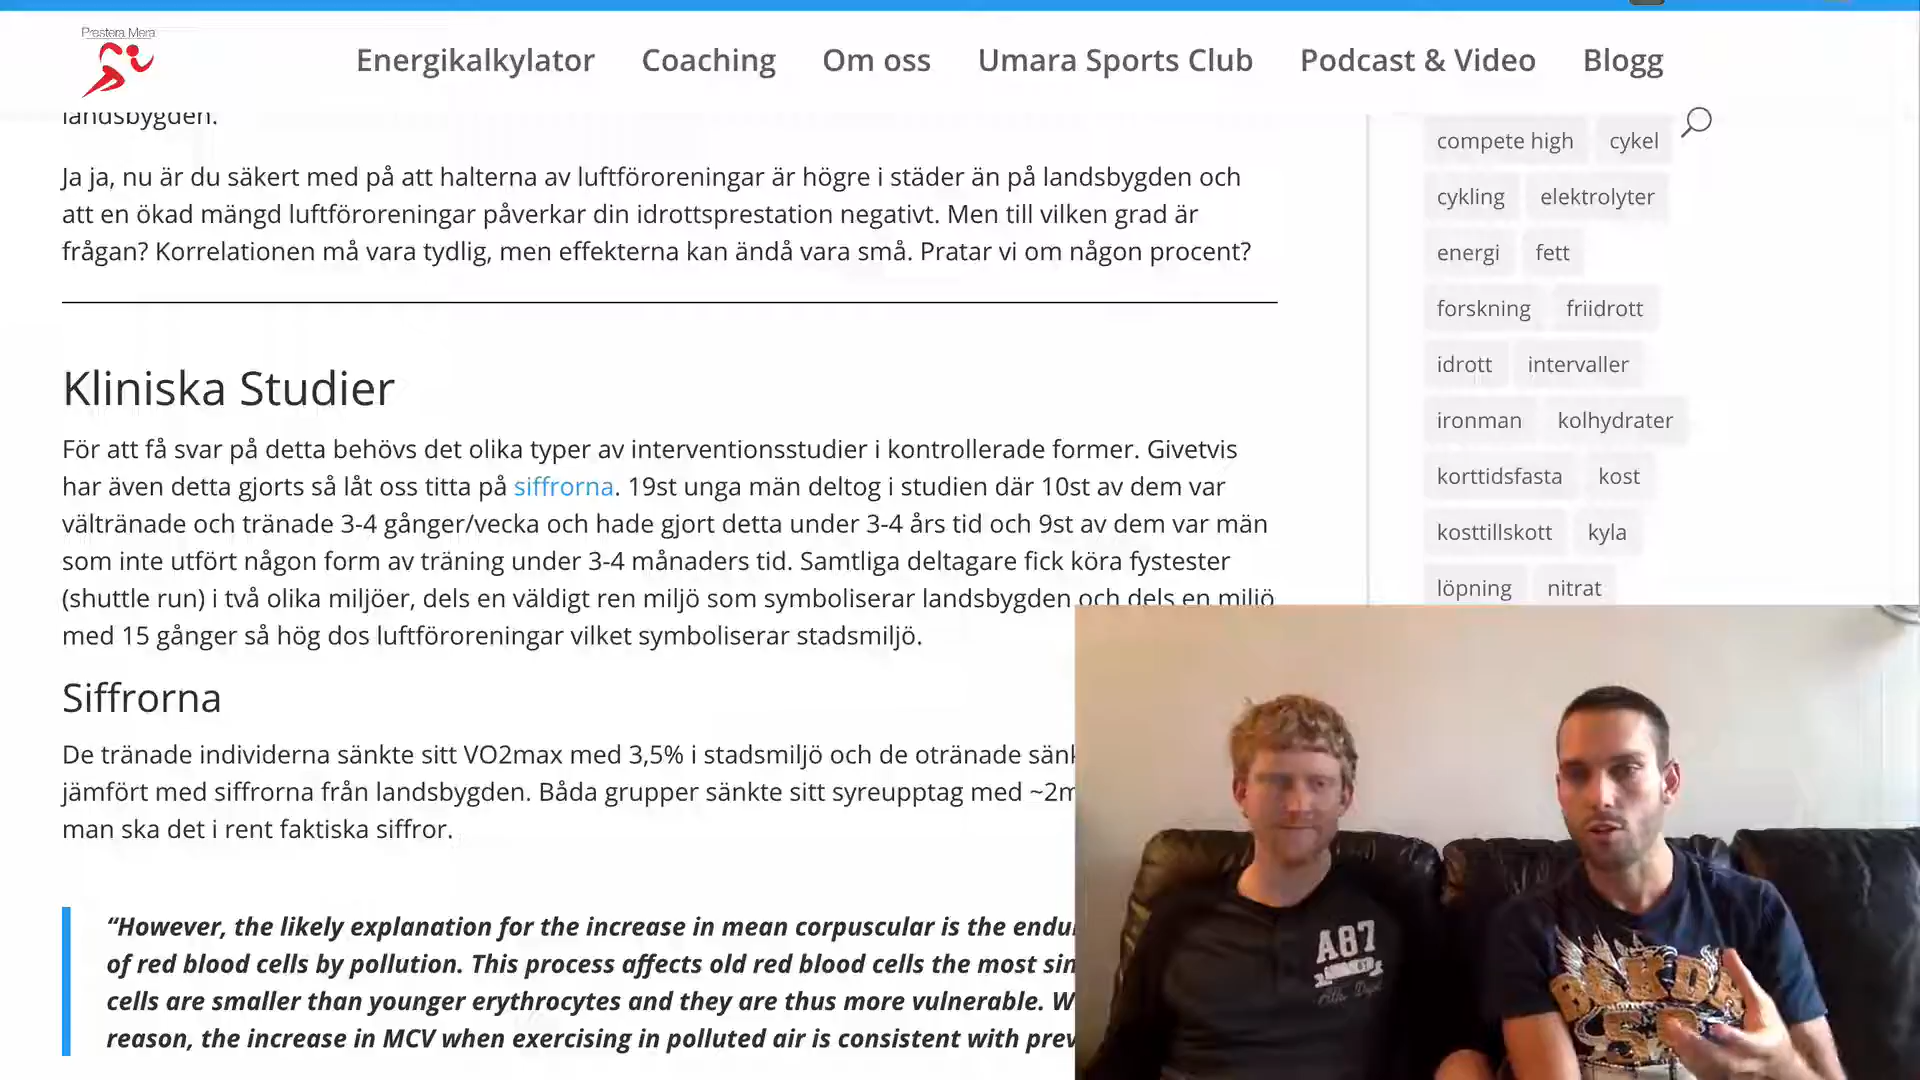 Prestera Mera
Energikalkylator Coaching Om oss Umara Sports Club Podcast & Video Blogg
landsbygden.
Ja ja, nu är du säkert med på att halterna av luftföroreningar är högre i städer än på landsbygden och
att en ökad mängd luftföroreningar påverkar din idrottsprestation negativt. Men till vilken grad är
frågan? Korrelationen må vara tydlig, men effekterna kan ändå vara små. Pratar vi om någon procent?
Kliniska Studier
För att få svar på detta behövs det olika typer av interventionsstudier i kontrollerade former. Givetvis
har även detta gjorts så låt oss titta på siffrorna. 19st unga män deltog i studien där 10st av dem var
vältränade och tränade 3-4 gånger/vecka och hade gjort detta under 3-4 års tid och 9st av dem var män
som inte utfört någon form av träning under 3-4 månaders tid. Samtliga deltagare fick köra fystester
(shuttle run) i två olika miljöer, dels en väldigt ren miljö som symboliserar landsbygden och dels en miljö
med 15 gånger så hög dos luftföroreningar vilket symboliserar stadsmiljö.
Siffrorna
De tränade individerna sänkte sitt VO2max med 3,5% i stadsmiljö och de otränade
jämfört med siffrorna från landsbygden. Båda grupper sänkte sitt syreupptag med
man ska det i rent faktiska siffror.
“However, the likely explanation for the increase in mean corpuscular is the
of red blood cells by pollution. This process affects old red blood cells the most
cells are smaller than younger erythrocytes and they are thus more vulnerable.
reason, the increase in MCV when exercising in polluted air is consistent with
compete high cykel
cykling elektrolyter
energi fett
forskning friidrott
idrott intervaller
ironman kolhydrater
korttidsfasta kost
kosttillskott kyla
löpning nitrat
A87